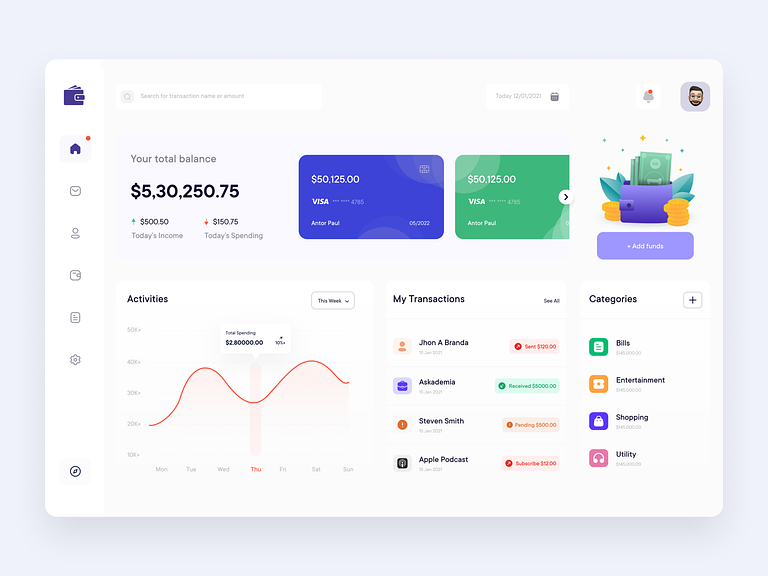 Search for transaction name or amount
Today 12/01/2021
Your total balance
$5,30,250.75
$500.50
Today's Income
$150.75
Today's Spending
$50,125.00
VISA **** **** 4785
Antor Paul
05/2022
$50,125.00
VISA **** **** 4785
Antor Paul
+ Add funds
Activities
This Week
50K+
40K+
30K+
20K+
10K+
Total Spending
$2,80000.00
10%+
Mon
Tue
Wed
Thu
Fri
Sat
Sun
My Transactions
See All
Jhon A Branda
15 Jan 2021
Sent $120.00
Askademia
15 Jan 2021
Received $5000.00
Steven Smith
15 Jan 2021
Pending $500.00
Apple Podcast
15 Jan 2021
Subscribe $12.00
Categories
Bills
$145,000.00
Entertainment
$145,000.00
Shopping
$145,000.00
Utility
$145,000.00